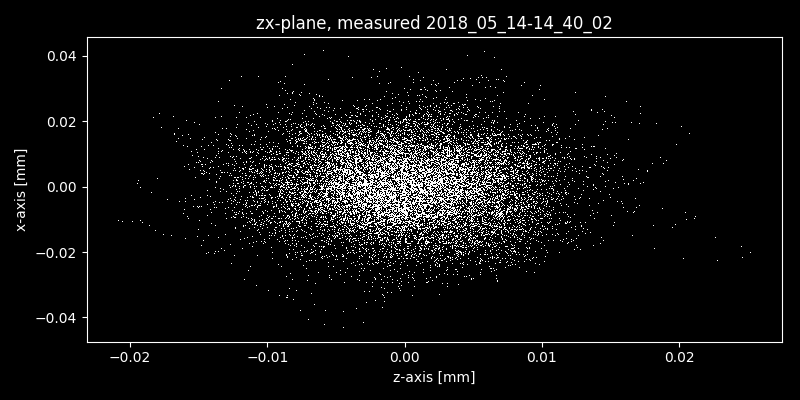 zx-plane, measured 2018_05_14-14_40_02
0.04
0.02
0.00
−0.02
−0.04
x-axis [mm]
−0.02 −0.01 0.00 0.01 0.02
z-axis [mm]